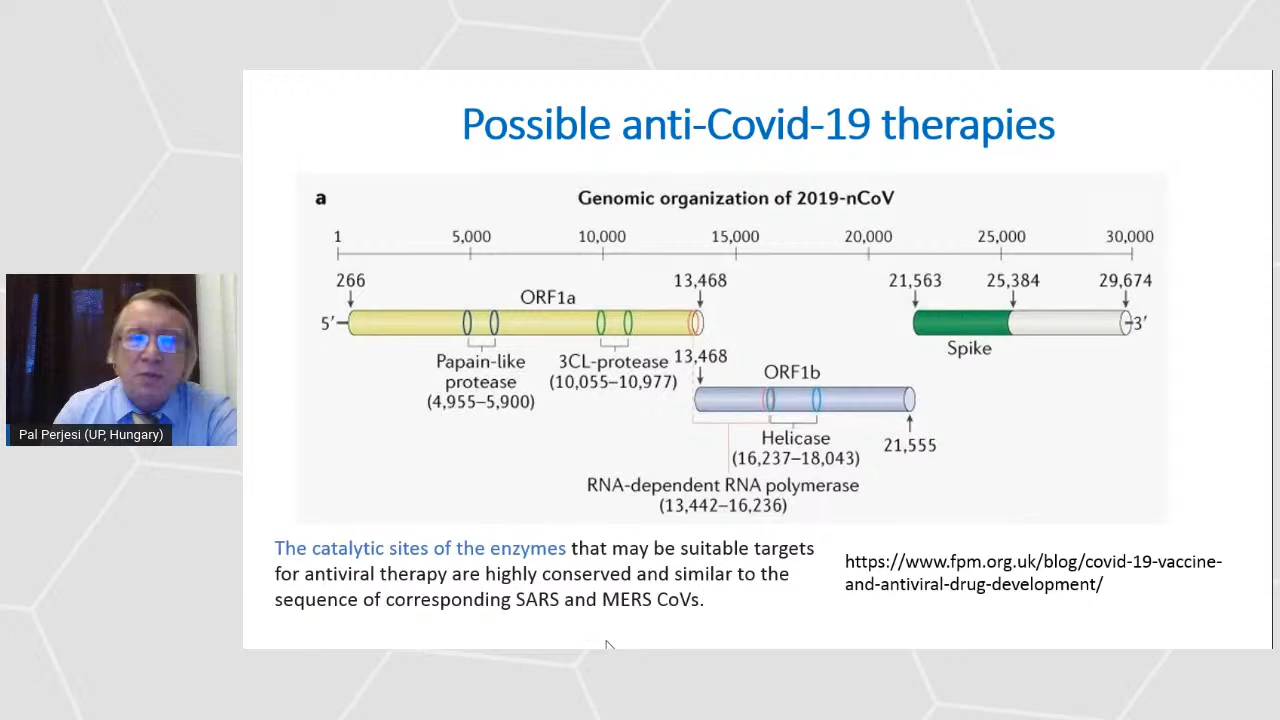 Possible anti-Covid-19 therapies
a
Genomic organization of 2019-nCoV
1 5,000 10,000 15,000 20,000 25,000 30,000
266 13,468 21,563 25,384 29,674
ORF1a
5′ 3′
Spike
Papain-like
protease
(4,955–5,900)
3CL-protease
(10,055–10,977)
13,468
ORF1b
Helicase
(16,237–18,043)
21,555
RNA-dependent RNA polymerase
(13,442–16,236)
The catalytic sites of the enzymes that may be suitable targets
for antiviral therapy are highly conserved and similar to the
sequence of corresponding SARS and MERS CoVs.
https://www.fpm.org.uk/blog/covid-19-vaccine-
and-antiviral-drug-development/
Pal Perjesi (UP, Hungary)